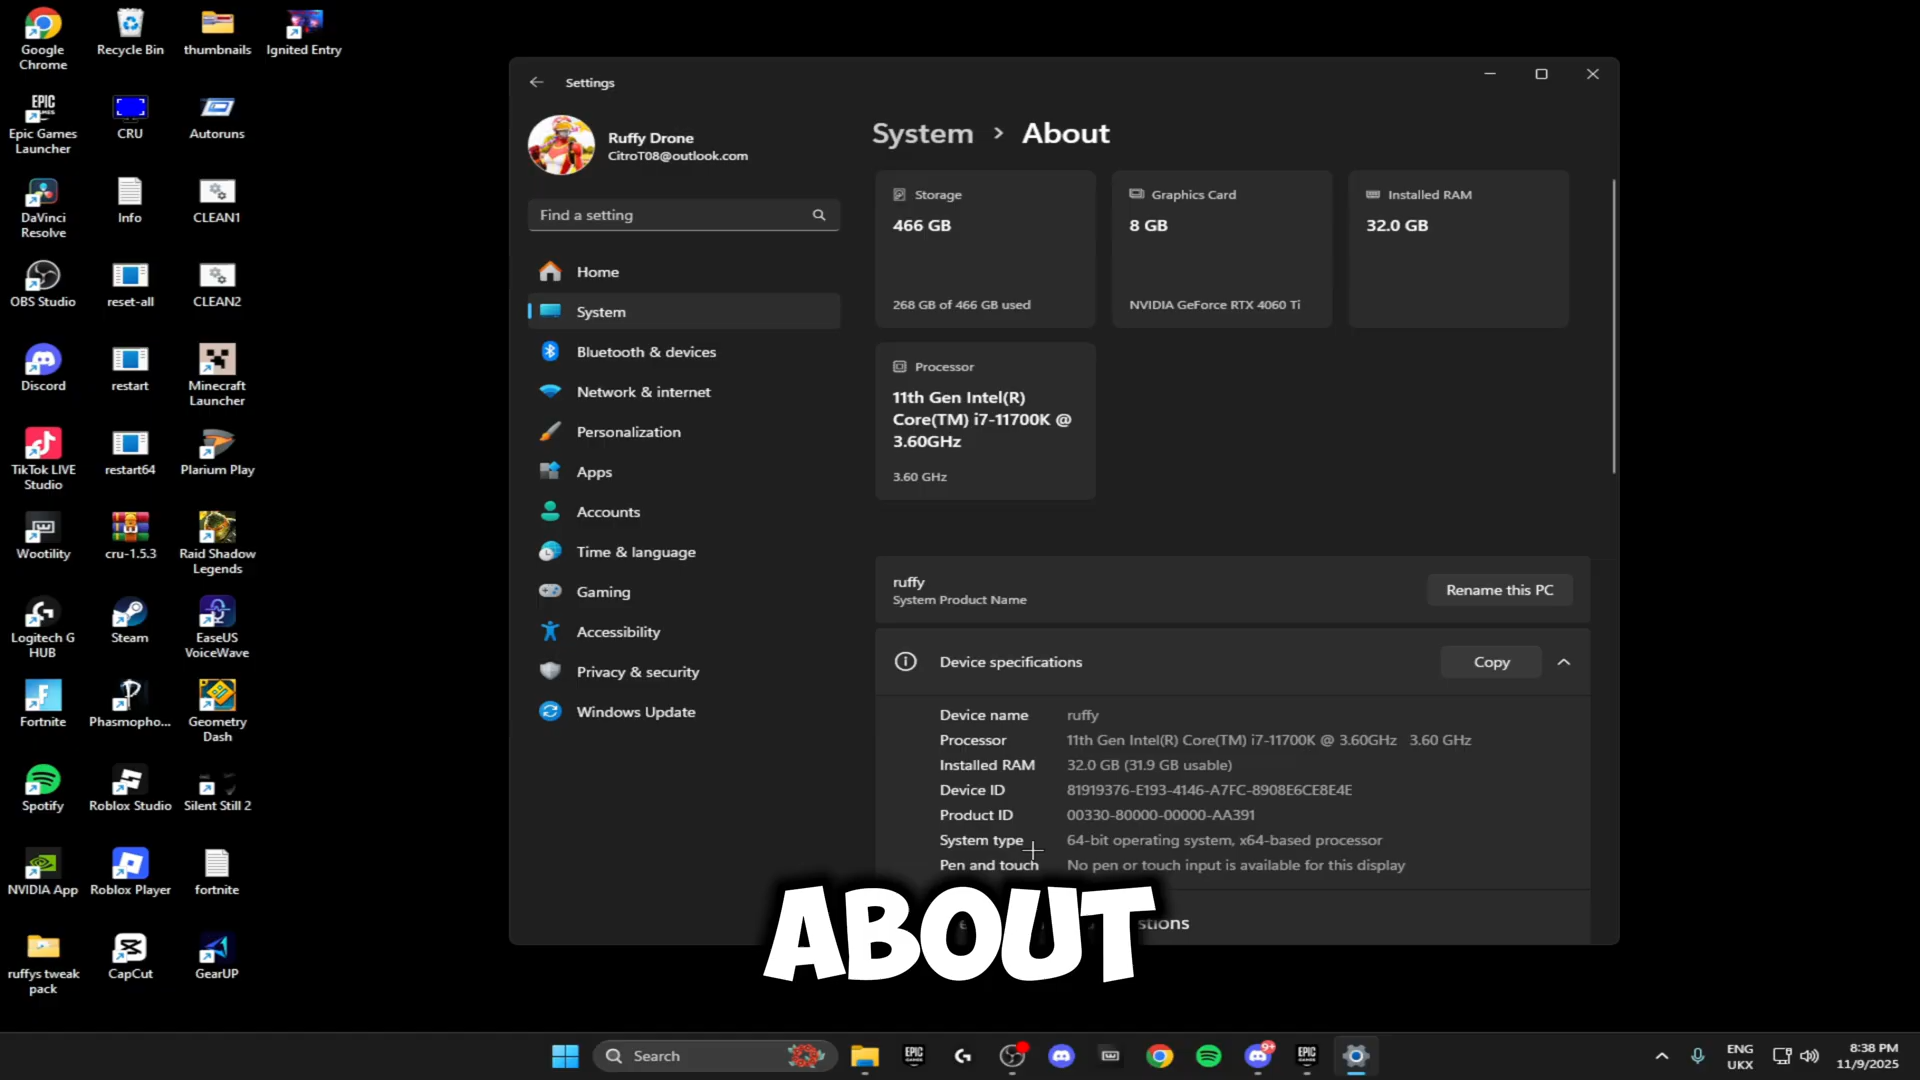 Google
Chrome
Recycle Bin
thumbnails
Ignited Entry
EPIC
GAMES
Epic Games
Launcher
CRU
Autoruns
DaVinci
Resolve
Info
CLEAN1
OBS Studio
reset-all
CLEAN2
Discord
restart
Minecraft
Launcher
TikTok LIVE
Studio
restart64
Plarium Play
Wootility
cru-1.5.3
Raid Shadow
Legends
Logitech G
HUB
Steam
EaseUS
VoiceWave
Fortnite
Phasmopho...
Geometry
Dash
Spotify
Roblox Studio
Silent Still 2
NVIDIA App
Roblox Player
fortnite
ruffys tweak
pack
CapCut
GearUP
Settings
Ruffy Drone
CitroT08@outlook.com
Find a setting
Home
System
Bluetooth & devices
Network & internet
Personalization
Apps
Accounts
Time & language
Gaming
Accessibility
Privacy & security
Windows Update
System > About
Storage
466 GB
268 GB of 466 GB used
Graphics Card
8 GB
NVIDIA GeForce RTX 4060 Ti
Installed RAM
32.0 GB
Processor
11th Gen Intel(R)
Core(TM) i7-11700K @
3.60GHz
3.60 GHz
ruffy
System Product Name
Rename this PC
Device specifications
Copy
Device name ruffy
Processor 11th Gen Intel(R) Core(TM) i7-11700K @ 3.60GHz 3.60 GHz
Installed RAM 32.0 GB (31.9 GB usable)
Device ID 81919376-E193-4146-A7FC-8908E6CE8E4E
Product ID 00330-80000-00000-AA391
System type 64-bit operating system, x64-based processor
Pen and touch No pen or touch input is available for this display
ABOUT
Search
EPIC
9+
EPIC
ENG
UKX
8:38 PM
11/9/2025